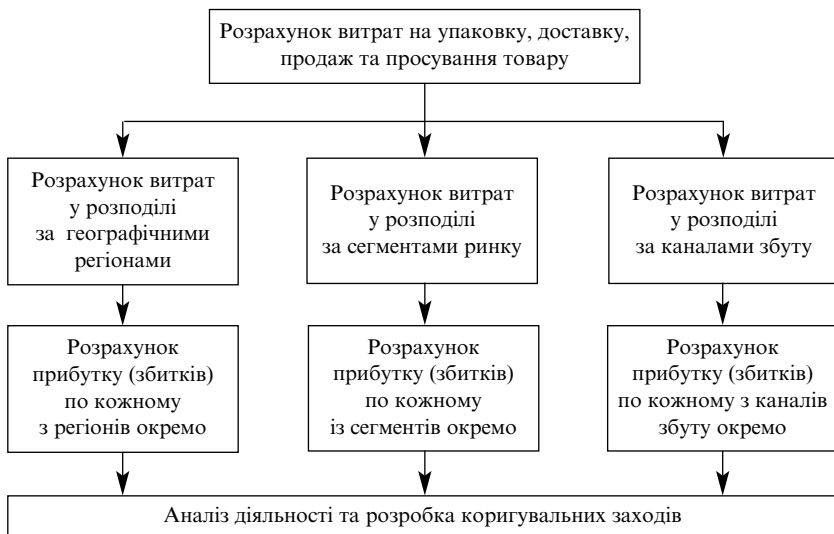 Розрахунок витрат на упаковку, доставку,
продаж та просування товару
Розрахунок витрат
у розподілі
за географічними
регіонами
Розрахунок витрат
у розподілі
за сегментами ринку
Розрахунок витрат
у розподілі
за каналами збуту
Розрахунок
прибутку (збитків)
по кожному
з регіонів окремо
Розрахунок
прибутку (збитків)
по кожному
із сегментів окремо
Розрахунок
прибутку (збитків)
по кожному з каналів
збуту окремо
Аналіз діяльності та розробка коригувальних заходів